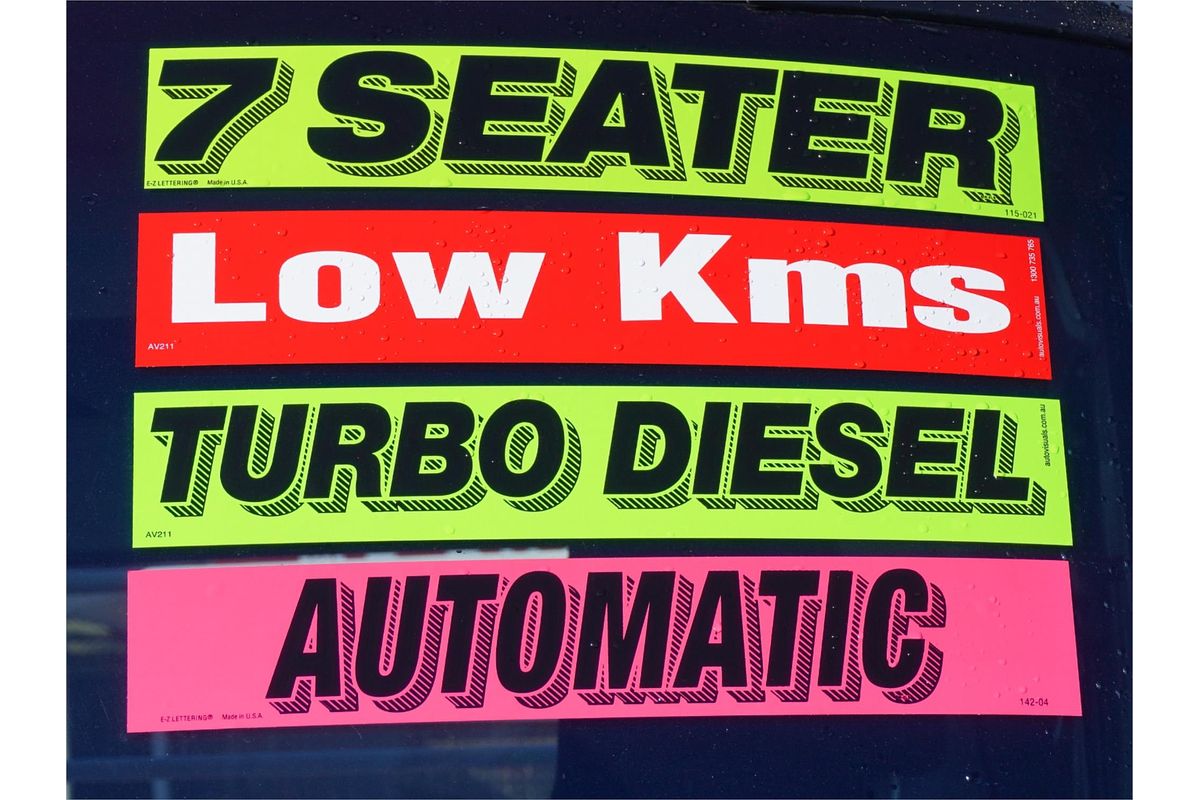 7 SEATER
E-Z LETTERING® Made in U.S.A.
115-021
Low Kms
AV211
autovisuals.com.au 1300 735 765
TURBO DIESEL
AV211
autovisuals.com.au
AUTOMATIC
E-Z LETTERING® Made in U.S.A.
142-04